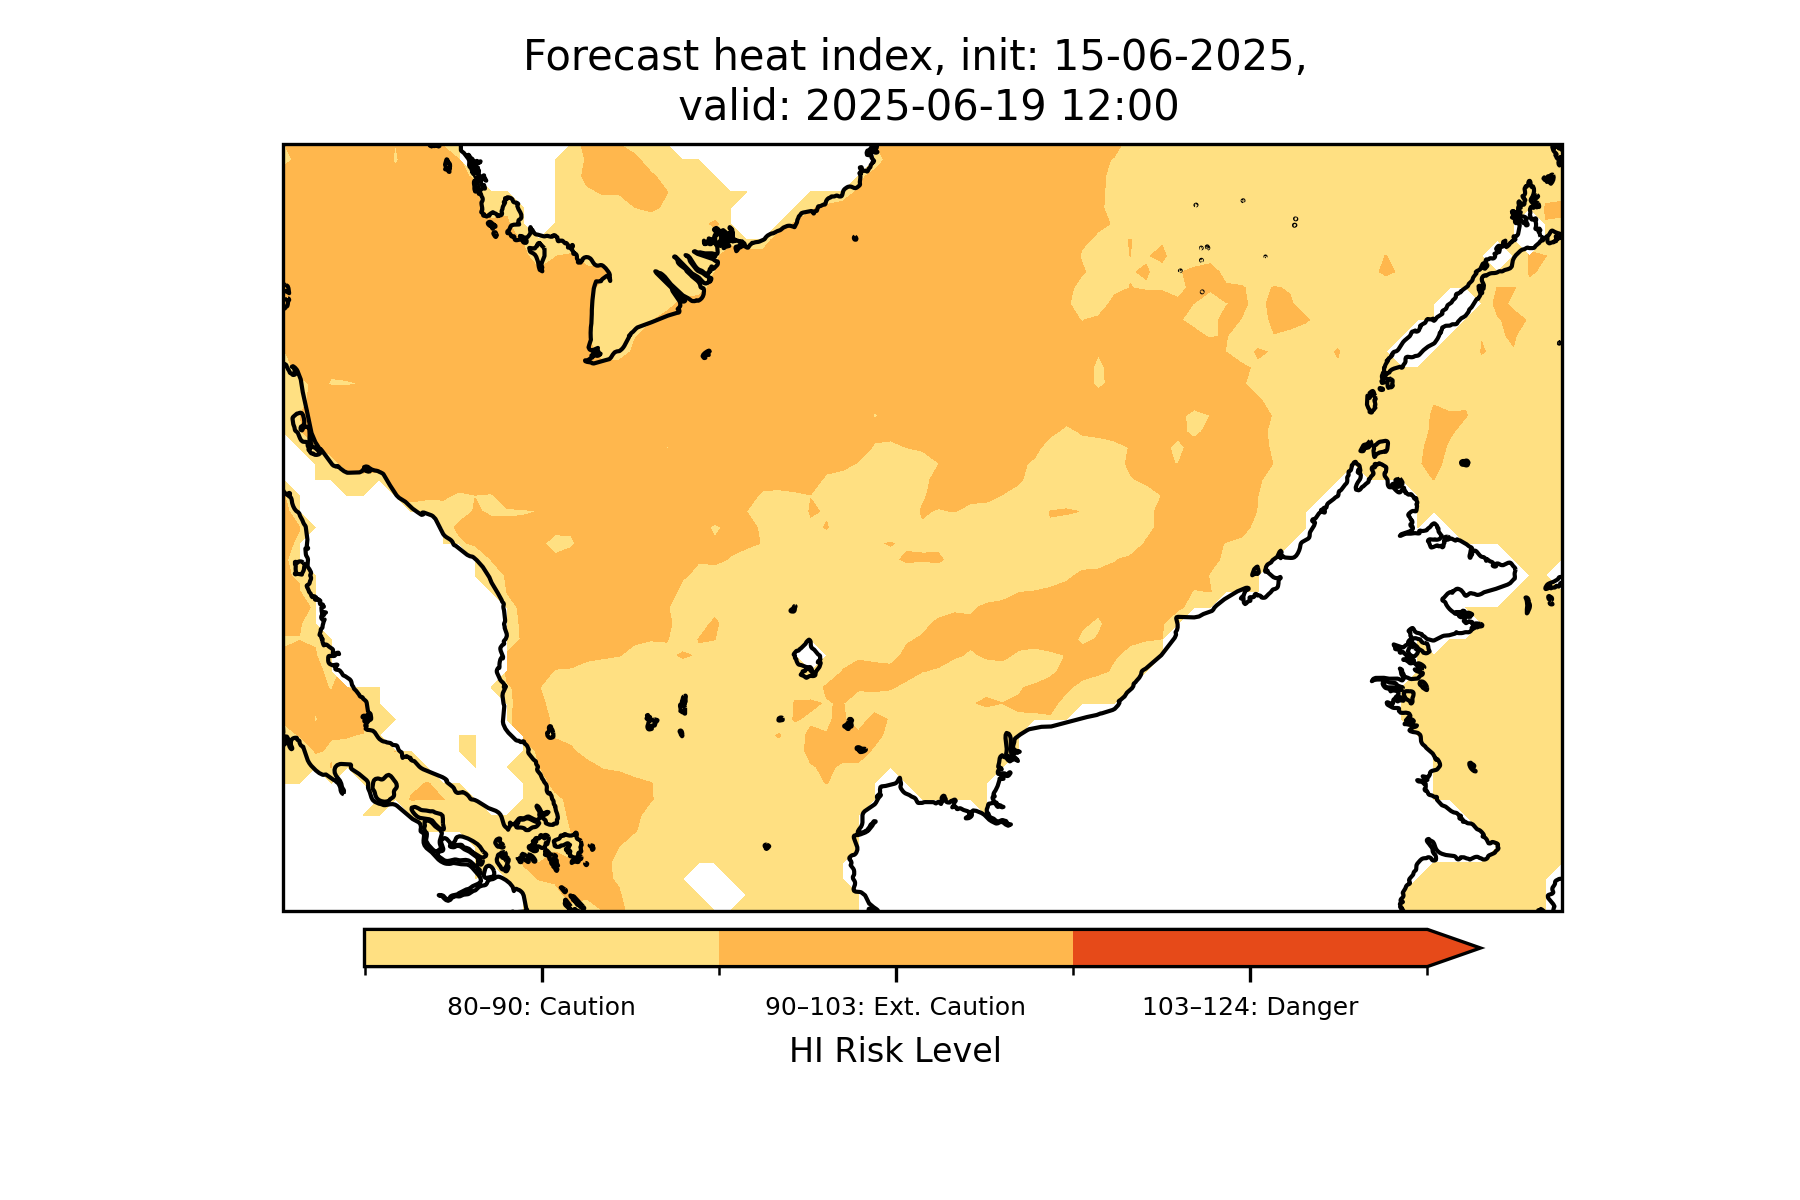 Forecast heat index, init: 15-06-2025,
valid: 2025-06-19 12:00
80–90: Caution
90–103: Ext. Caution
103–124: Danger
HI Risk Level